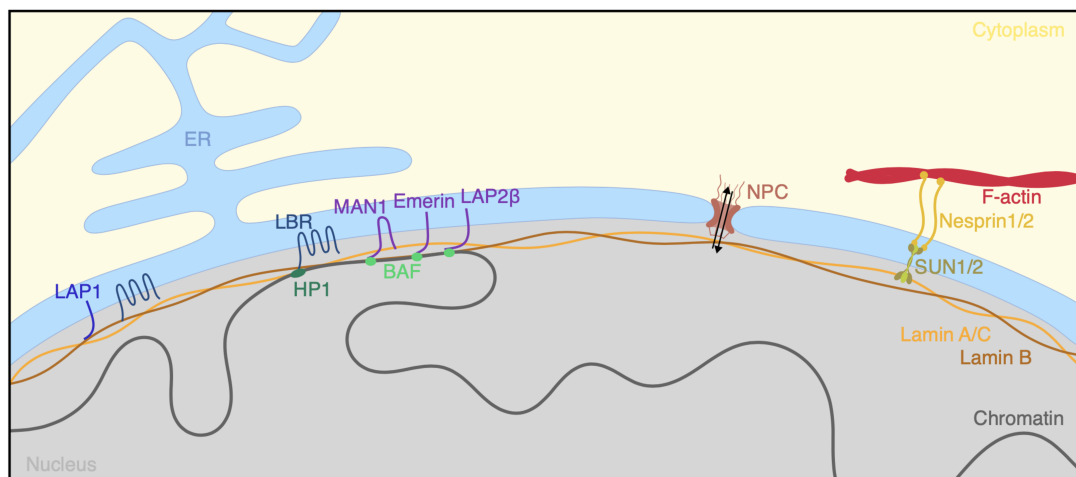 Cytoplasm
ER
NPC
MAN1 Emerin LAP2β
F-actin
LBR
Nesprin1/2
BAF
SUN1/2
HP1
LAP1
Lamin A/C
Lamin B
Chromatin
Nucleus